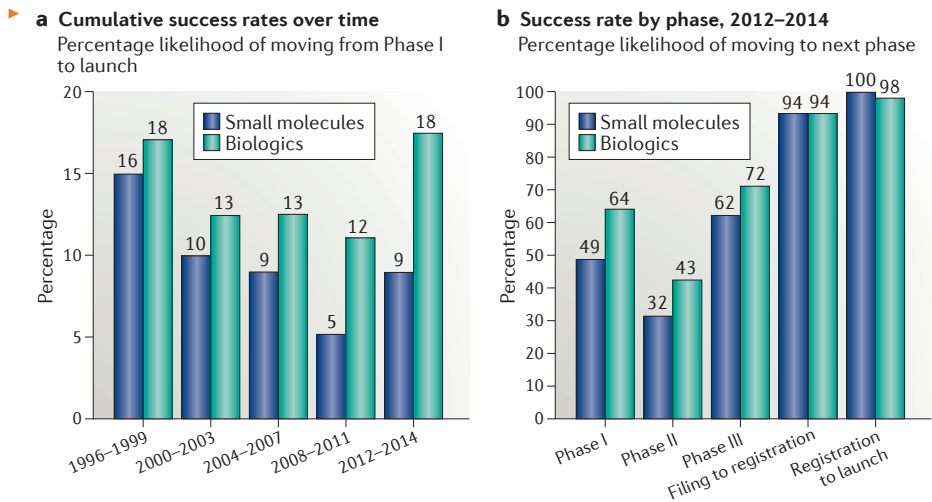 a Cumulative success rates over time
Percentage likelihood of moving from Phase I
to launch
20
15
10
5
0
Percentage
Small molecules
Biologics
16
18
10
13
9
13
5
12
9
18
1996–1999
2000–2003
2004–2007
2008–2011
2012–2014
b Success rate by phase, 2012–2014
Percentage likelihood of moving to next phase
100
90
80
70
60
50
40
30
20
10
0
Percentage
Small molecules
Biologics
49
64
32
43
62
72
94
94
100
98
Phase I
Phase II
Phase III
Filing to registration
Registration
to launch